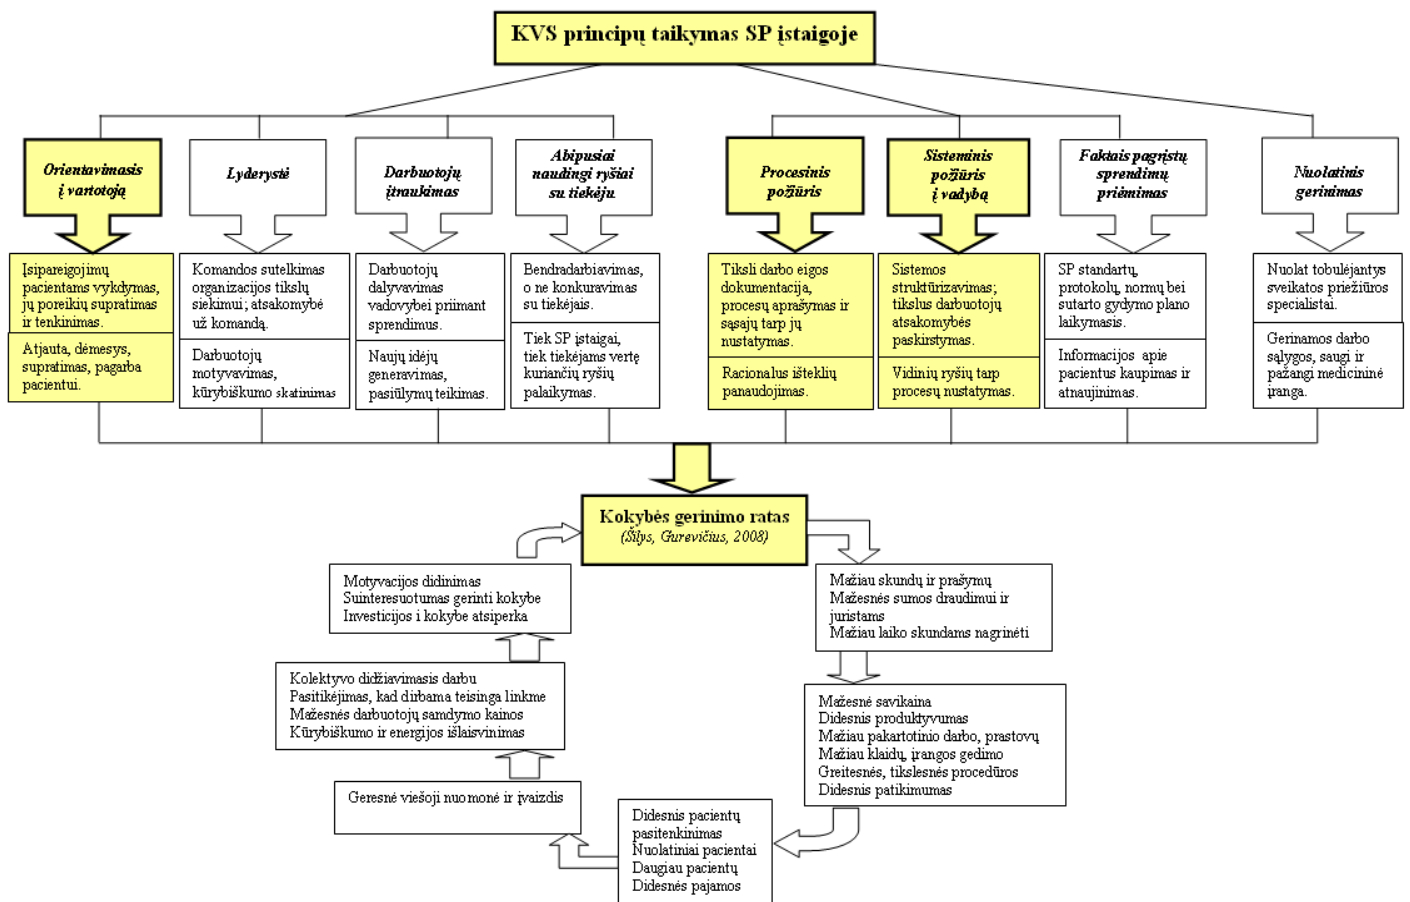 KVS principų taikymas SP įstaigoje
Orientavimasis
į vartotoją
Lyderystė
Darbuotojų
įtraukimas
Abipusiai
naudingi ryšiai
su tiekėju
Procesinis
požiūris
Sisteminis
požiūris
į vadybą
Faktais pagrįstų
sprendimų
priėmimas
Nuolatinis
gerinimas
Įsipareigojimų
pacientams vykdymas,
jų poreikių supratimas
ir tenkinimas.
Atjauta, dėmesys,
supratimas, pagarba
pacientui.
Komandos sutelkimas
organizacijos tikslų
siekimui; atsakomybė
už komandą.
Darbuotojų
motyvavimas,
kūrybiškumo skatinimas
Darbuotojų
dalyvavimas
vadovybei priimant
sprendimus.
Naujų idėjų
generavimas,
pasiūlymų teikimas.
Bendradarbiavimas,
o ne konkuravimas
su tiekėjais.
Tiek SP įstaigai,
tiek tiekėjams vertę
kuriančių ryšių
palaikymas.
Tiksli darbo eigos
dokumentacija,
procesų aprašymas ir
sąsajų tarp jų
nustatymas.
Racionalus išteklių
panaudojimas.
Sistemos
struktūrizavimas;
tikslus darbuotojų
atsakomybės
paskirstymas.
Vidinių ryšių tarp
procesų nustatymas.
SP standartų,
protokolų, normų bei
sutarto gydymo plano
laikymasis.
Informacijos apie
pacientus kaupimas ir
atnaujinimas.
Nuolat tobulėjantys
sveikatos priežiūros
specialistai.
Gerinamos darbo
sąlygos, saugi ir
pažangi medicininė
įranga.
Kokybės gerinimo ratas
(Šilys, Gurevičius, 2008)
Mažiau skundų ir prašymų
Mažesnės sumos draudimui ir
juristams
Mažiau laiko skundams nagrinėti
Mažesnė savikaina
Didesnis produktyvumas
Mažiau pakartotinio darbo, prastovų
Mažiau klaidų, įrangos gedimo
Greitesnės, tikslesnės procedūros
Didesnis patikimumas
Didesnis pacientų
pasitenkinimas
Nuolatiniai pacientai
Daugiau pacientų
Didesnės pajamos
Geresnė viešoji nuomonė ir įvaizdis
Kolektyvo didžiavimasis darbu
Pasitikėjimas, kad dirbama teisinga linkme
Mažesnės darbuotojų samdymo kainos
Kūrybiškumo ir energijos išlaisvinimas
Motyvacijos didinimas
Suinteresuotumas gerinti kokybe
Investicijos i kokybe atsiperka